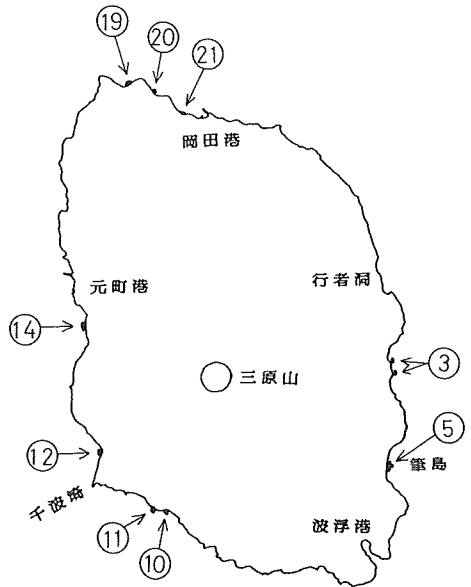 ⑲
⑳
㉑
岡田港
行者洞
元町港
⑭
③
三原山
⑤
⑫
筆島
千波崎
波浮港
⑪
⑩